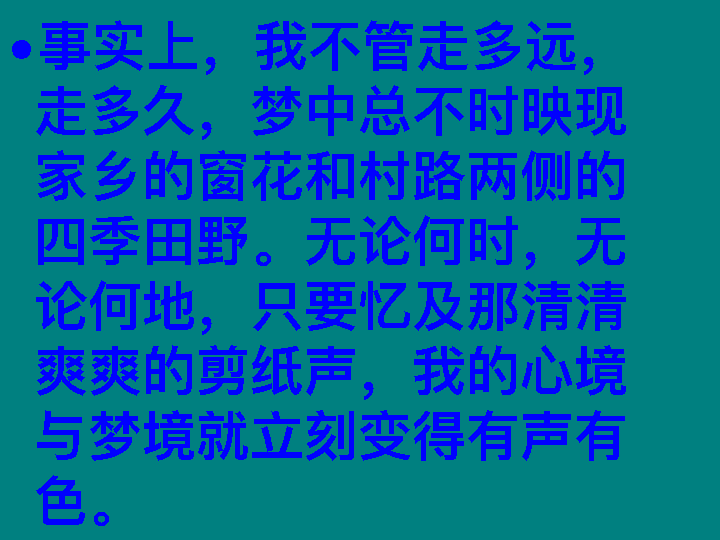 •事实上，我不管走多远，
走多久，梦中总不时映现
家乡的窗花和村路两侧的
四季田野。无论何时，无
论何地，只要忆及那清清
爽爽的剪纸声，我的心境
与梦境就立刻变得有声有
色。